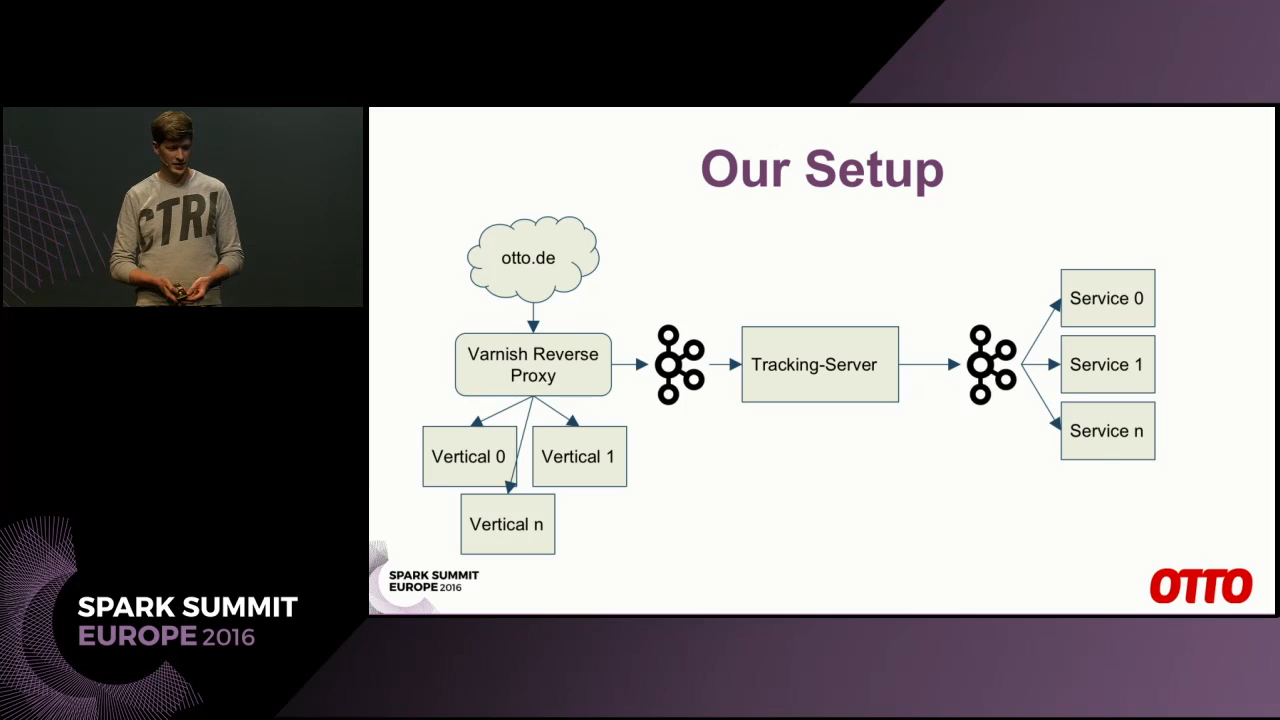 CTRL
Our Setup
otto.de
Varnish Reverse
Proxy
Tracking-Server
Service 0
Service 1
Service n
Vertical 0
Vertical 1
Vertical n
SPARK SUMMIT
EUROPE 2016
OTTO
SPARK SUMMIT
EUROPE 2016